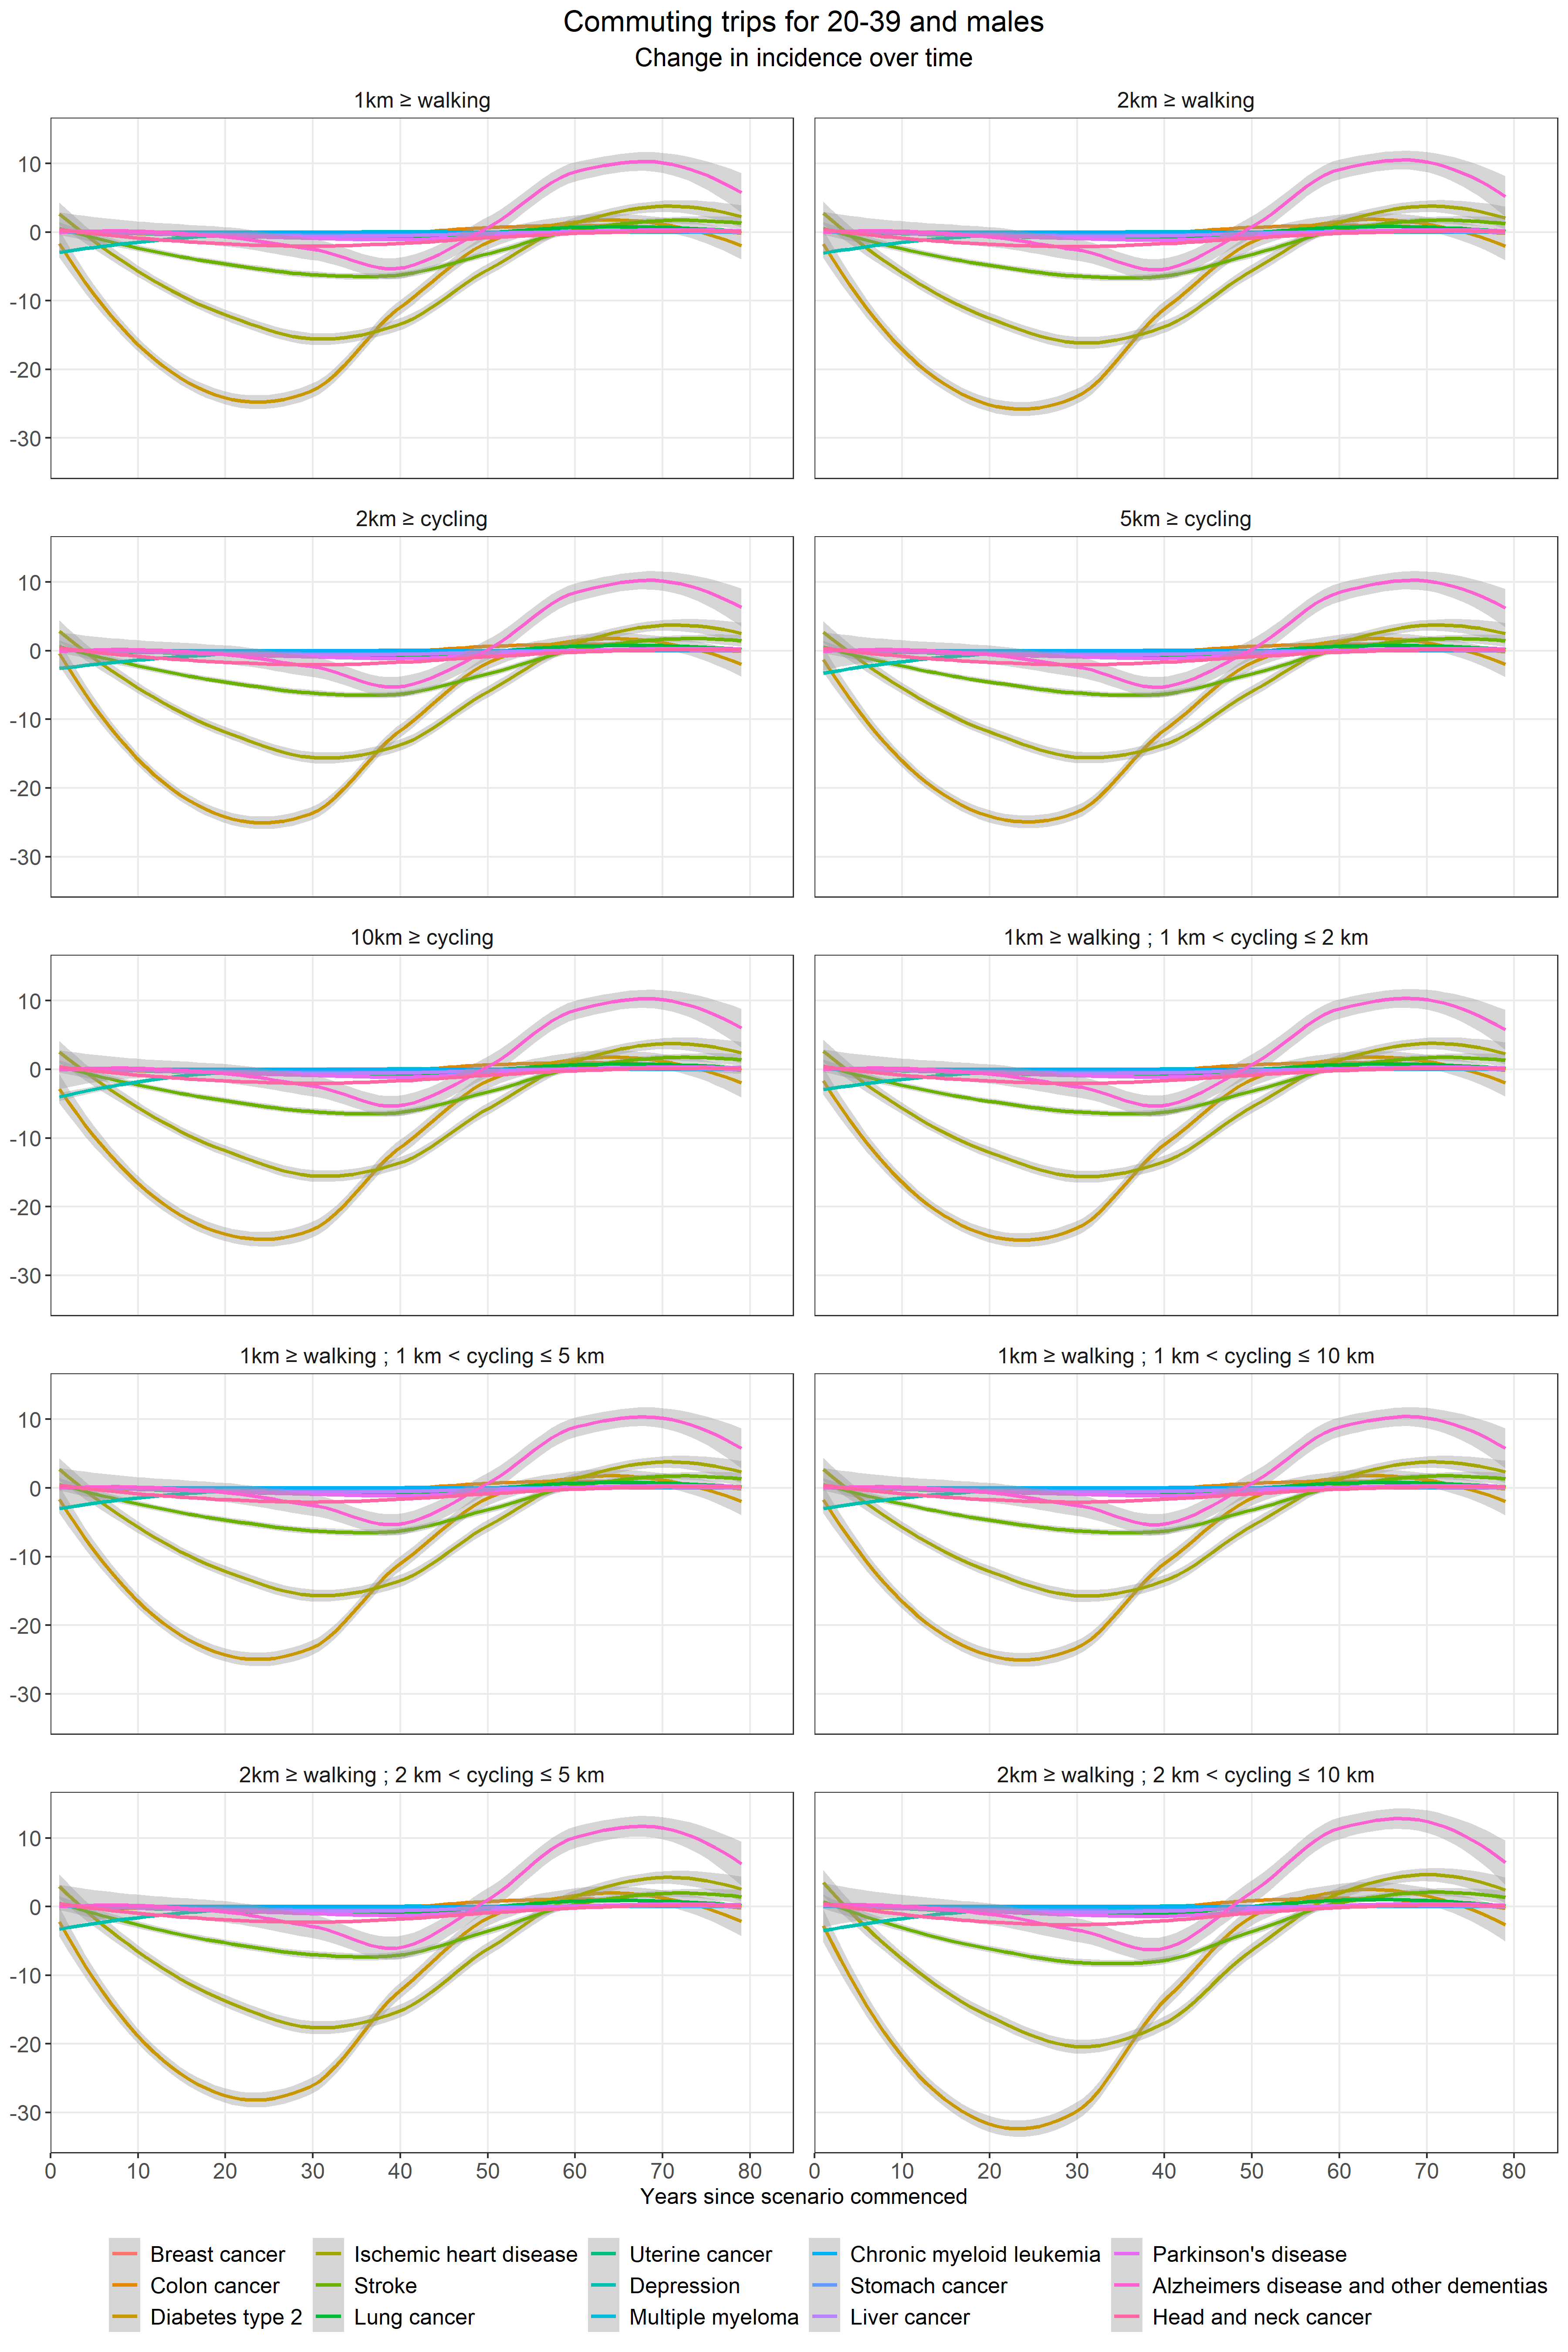 Commuting trips for 20-39 and males
Change in incidence over time
1km ≥ walking
2km ≥ walking
10
0
-10
-20
-30
2km ≥ cycling
5km ≥ cycling
10
0
-10
-20
-30
10km ≥ cycling
1km ≥ walking ; 1 km < cycling ≤ 2 km
10
0
-10
-20
-30
1km ≥ walking ; 1 km < cycling ≤ 5 km
1km ≥ walking ; 1 km < cycling ≤ 10 km
10
0
-10
-20
-30
2km ≥ walking ; 2 km < cycling ≤ 5 km
2km ≥ walking ; 2 km < cycling ≤ 10 km
10
0
-10
-20
-30
0 10 20 30 40 50 60 70 80
0 10 20 30 40 50 60 70 80
Years since scenario commenced
Breast cancer
Colon cancer
Diabetes type 2
Ischemic heart disease
Stroke
Lung cancer
Uterine cancer
Depression
Multiple myeloma
Chronic myeloid leukemia
Stomach cancer
Liver cancer
Parkinson's disease
Alzheimers disease and other dementias
Head and neck cancer